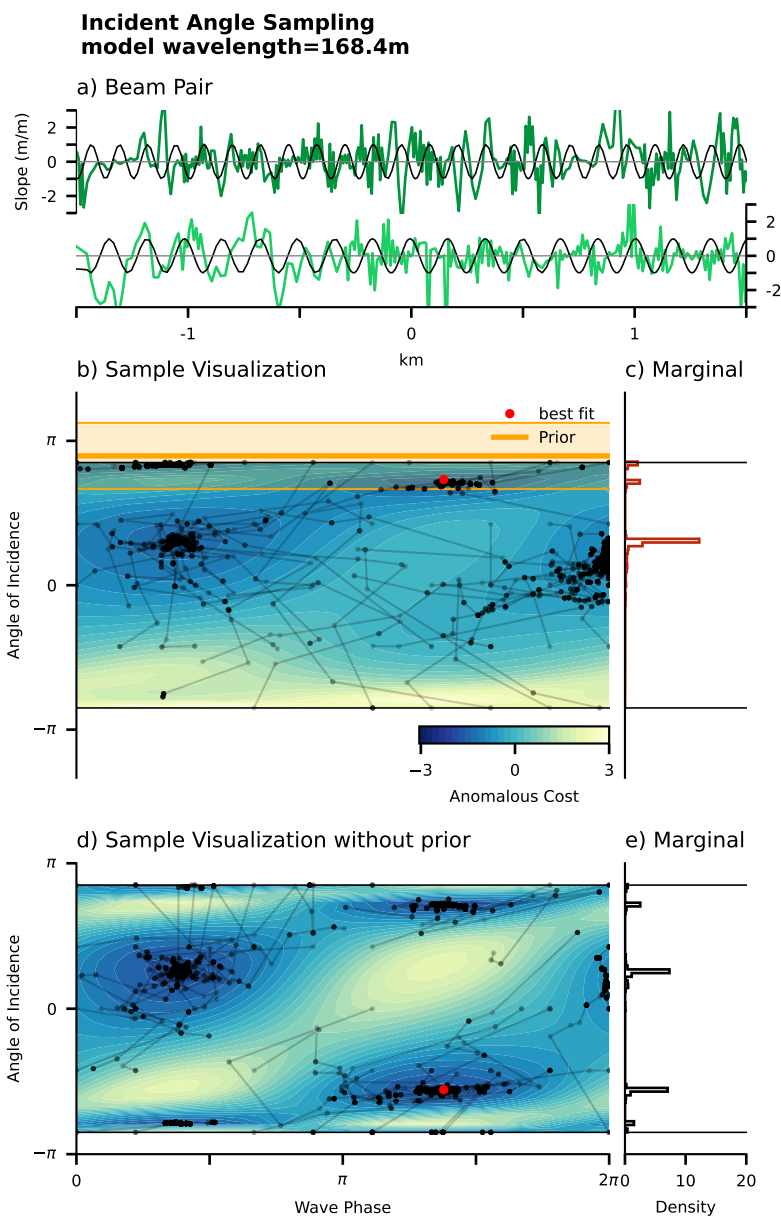 Incident Angle Sampling
model wavelength=168.4m
a) Beam Pair
Slope (m/m)
2
0
-2
2
0
-2
-1
0
1
km
b) Sample Visualization
c) Marginal
best fit
Prior
Angle of Incidence
π
0
−π
−3
0
3
Anomalous Cost
d) Sample Visualization without prior
e) Marginal
Angle of Incidence
π
0
−π
0
π
2π
0
10
20
Wave Phase
Density